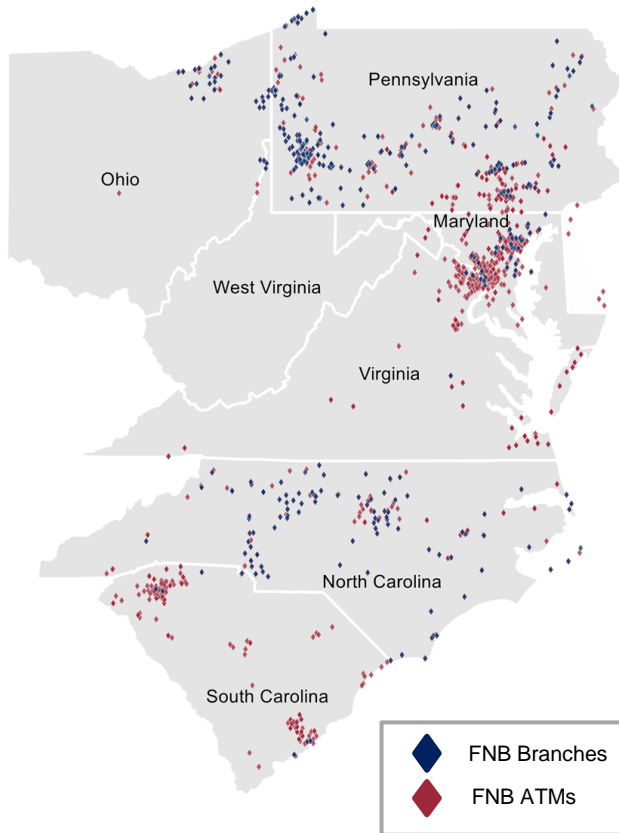 Pennsylvania
Ohio
Maryland
West Virginia
Virginia
North Carolina
South Carolina
FNB Branches
FNB ATMs